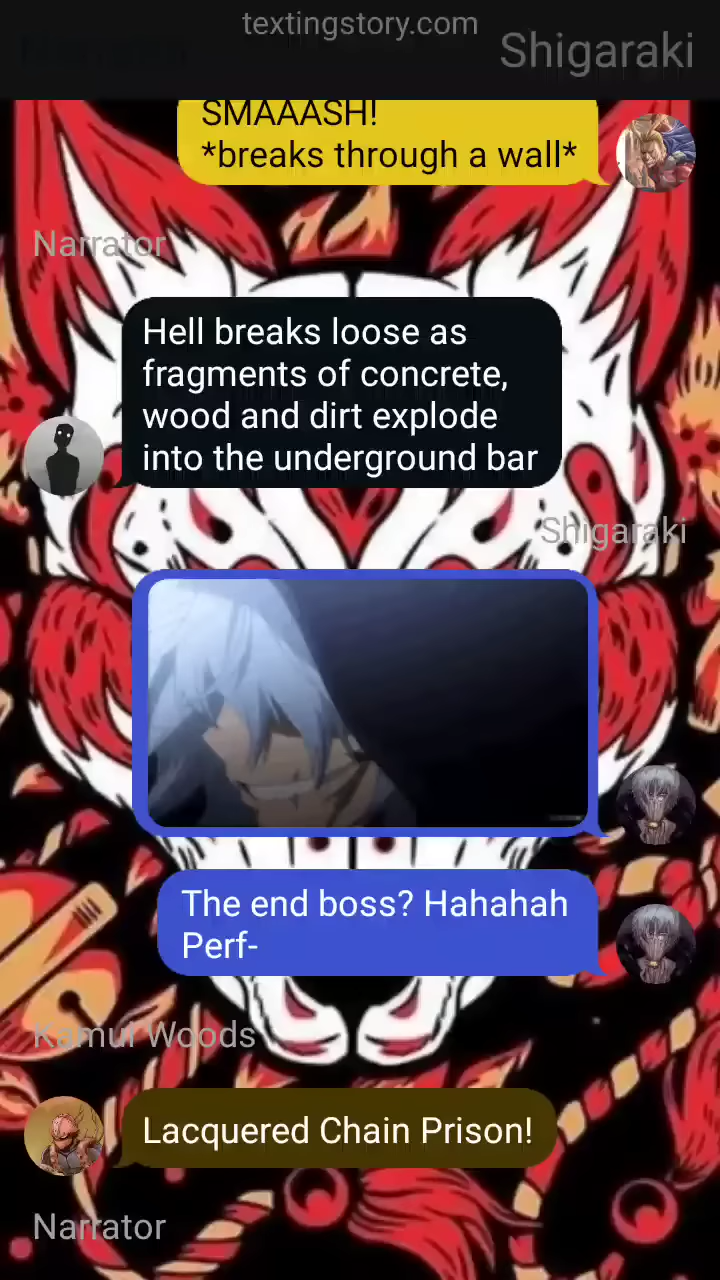 textingstory.com
Shigaraki
SMAAASH!
*breaks through a wall*
Narrator
Hell breaks loose as
fragments of concrete,
wood and dirt explode
into the underground bar
Shigaraki
The end boss? Hahahah
Perf-
Kamui Woods
Lacquered Chain Prison!
Narrator